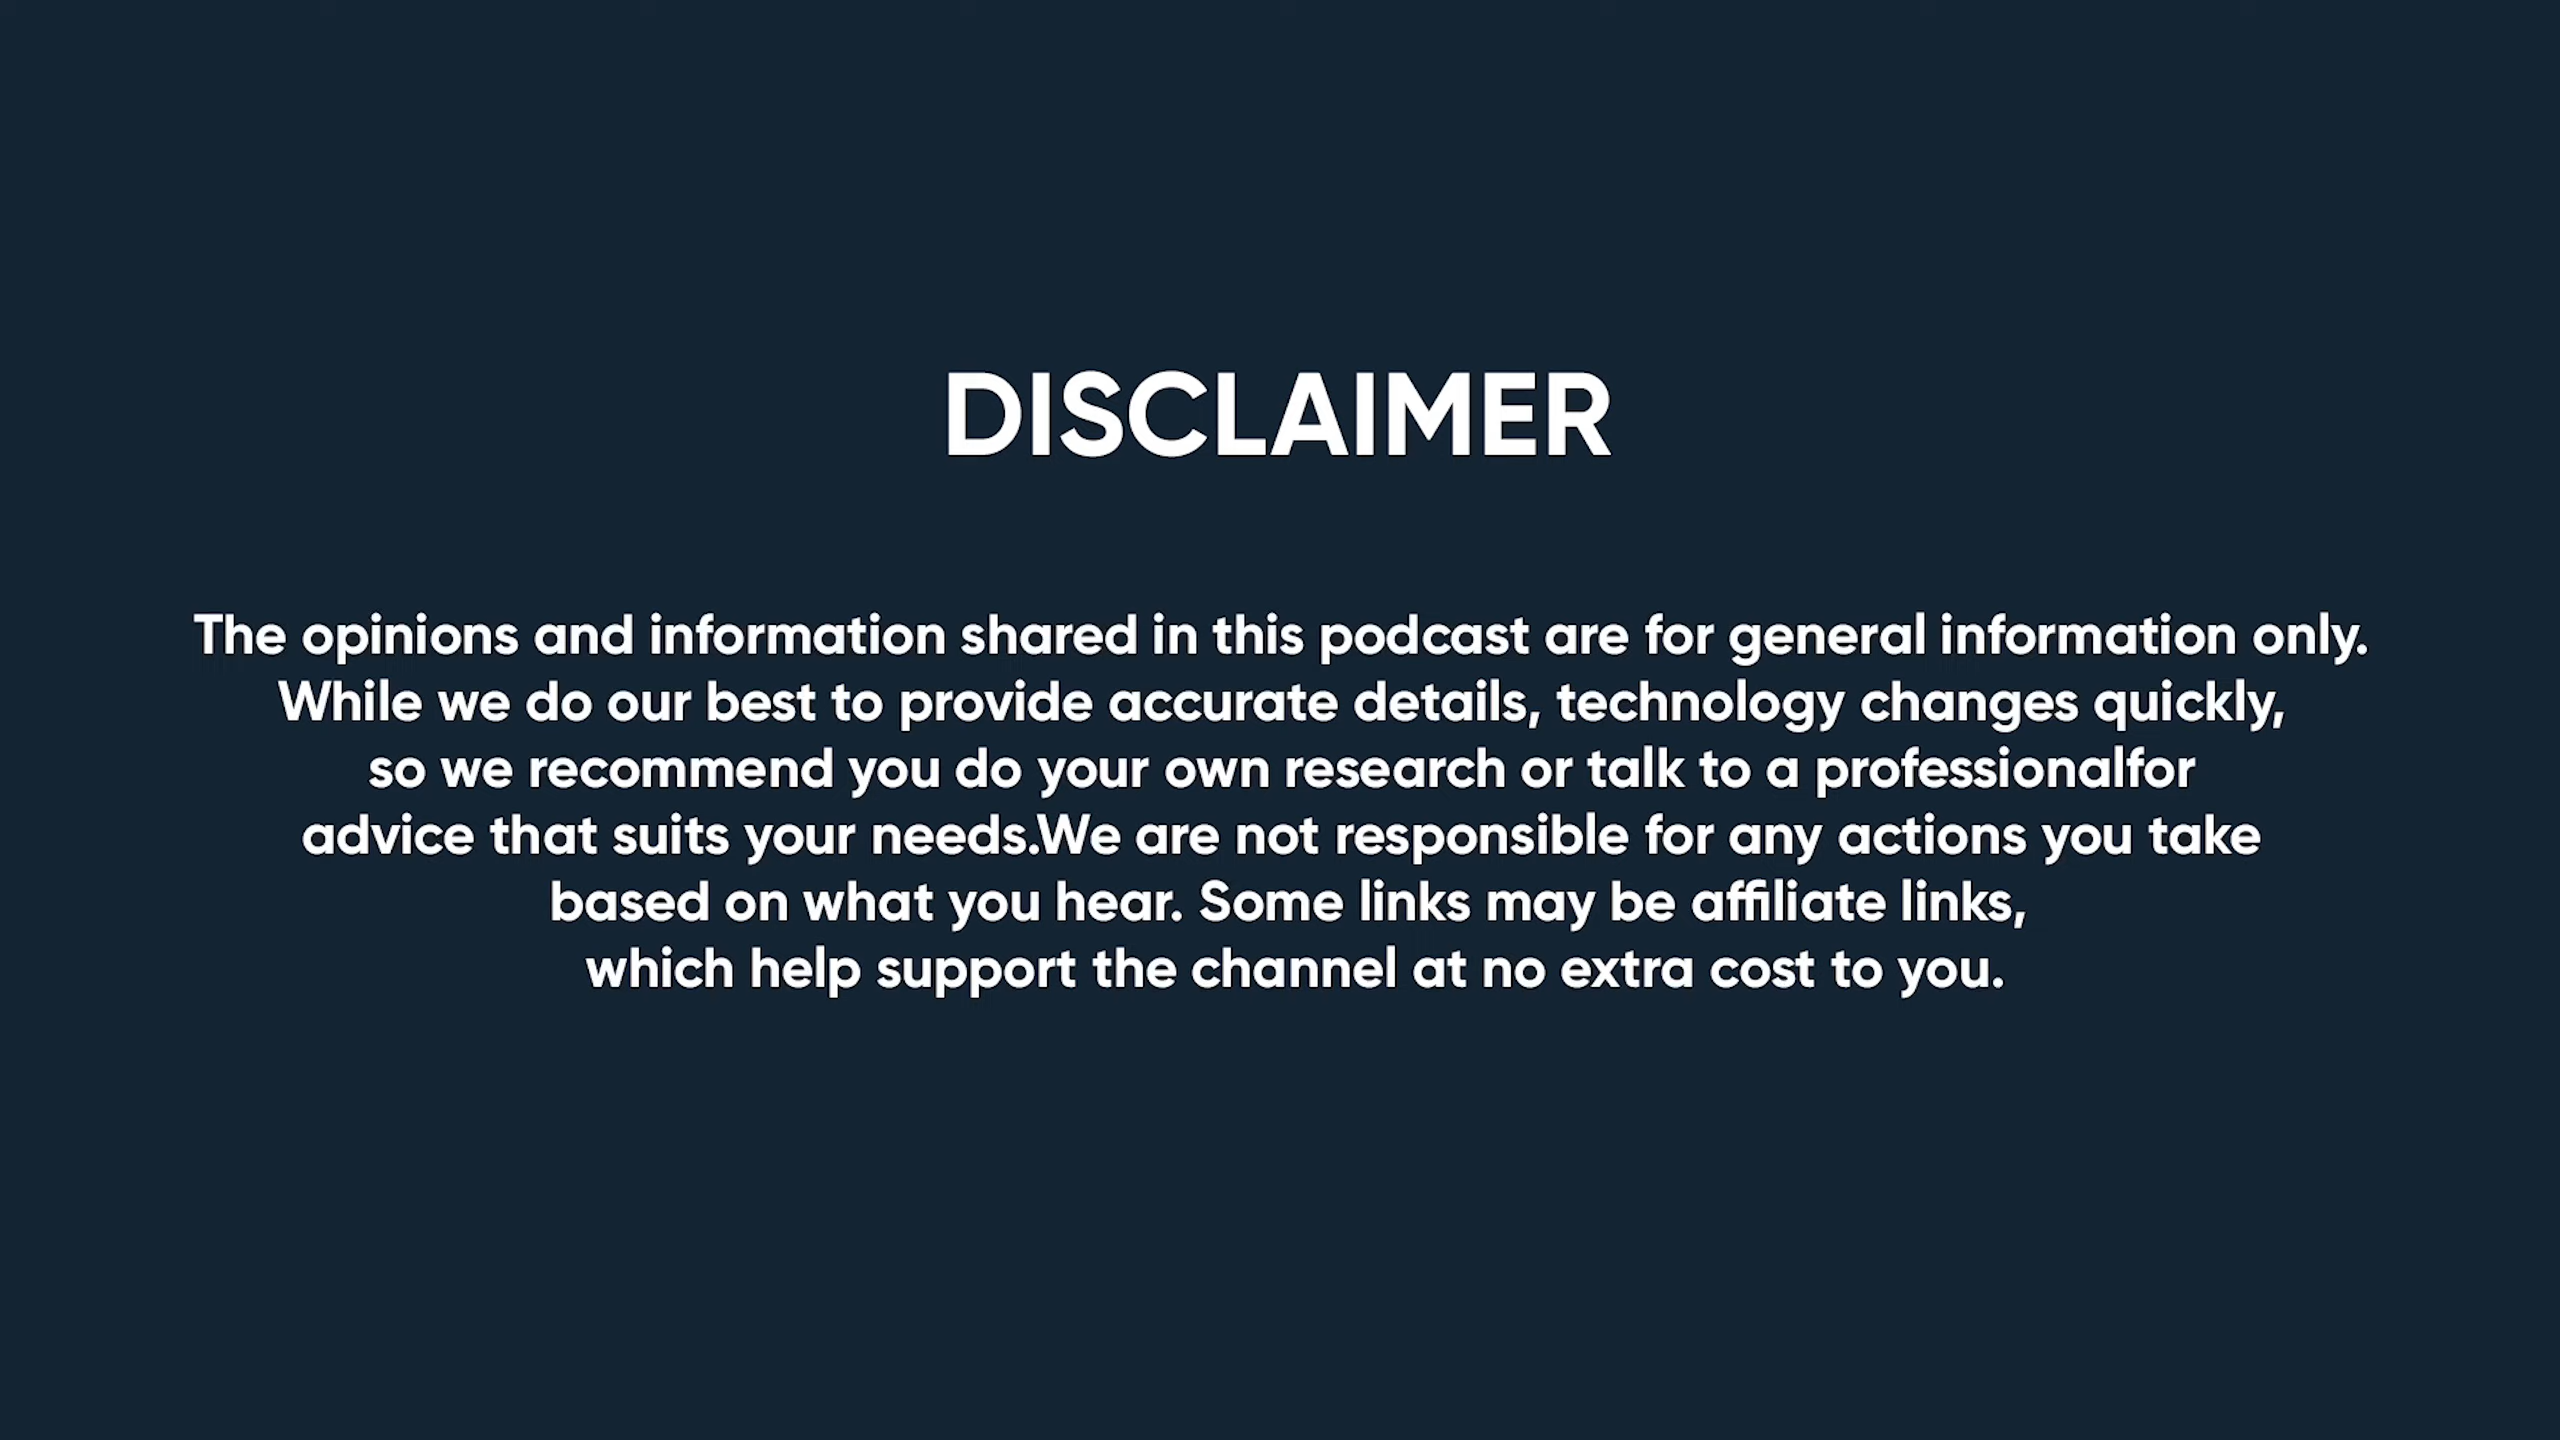 DISCLAIMER
The opinions and information shared in this podcast are for general information only.
While we do our best to provide accurate details, technology changes quickly,
so we recommend you do your own research or talk to a professionalfor
advice that suits your needs.We are not responsible for any actions you take
based on what you hear. Some links may be affiliate links,
which help support the channel at no extra cost to you.